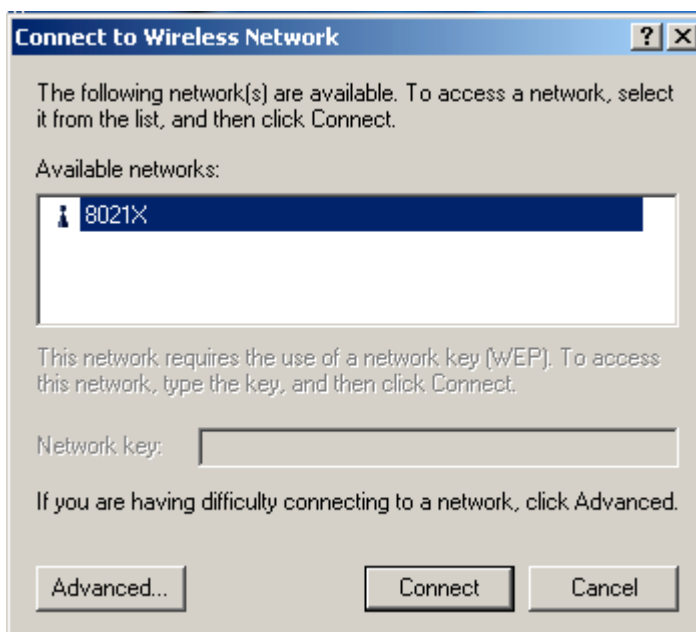 Connect to Wireless Network
The following network(s) are available. To access a network, select
it from the list, and then click Connect.
Available networks:
8021X
This network requires the use of a network key (WEP). To access
this network, type the key, and then click Connect.
Network key:
If you are having difficulty connecting to a network, click Advanced.
Advanced... Connect Cancel